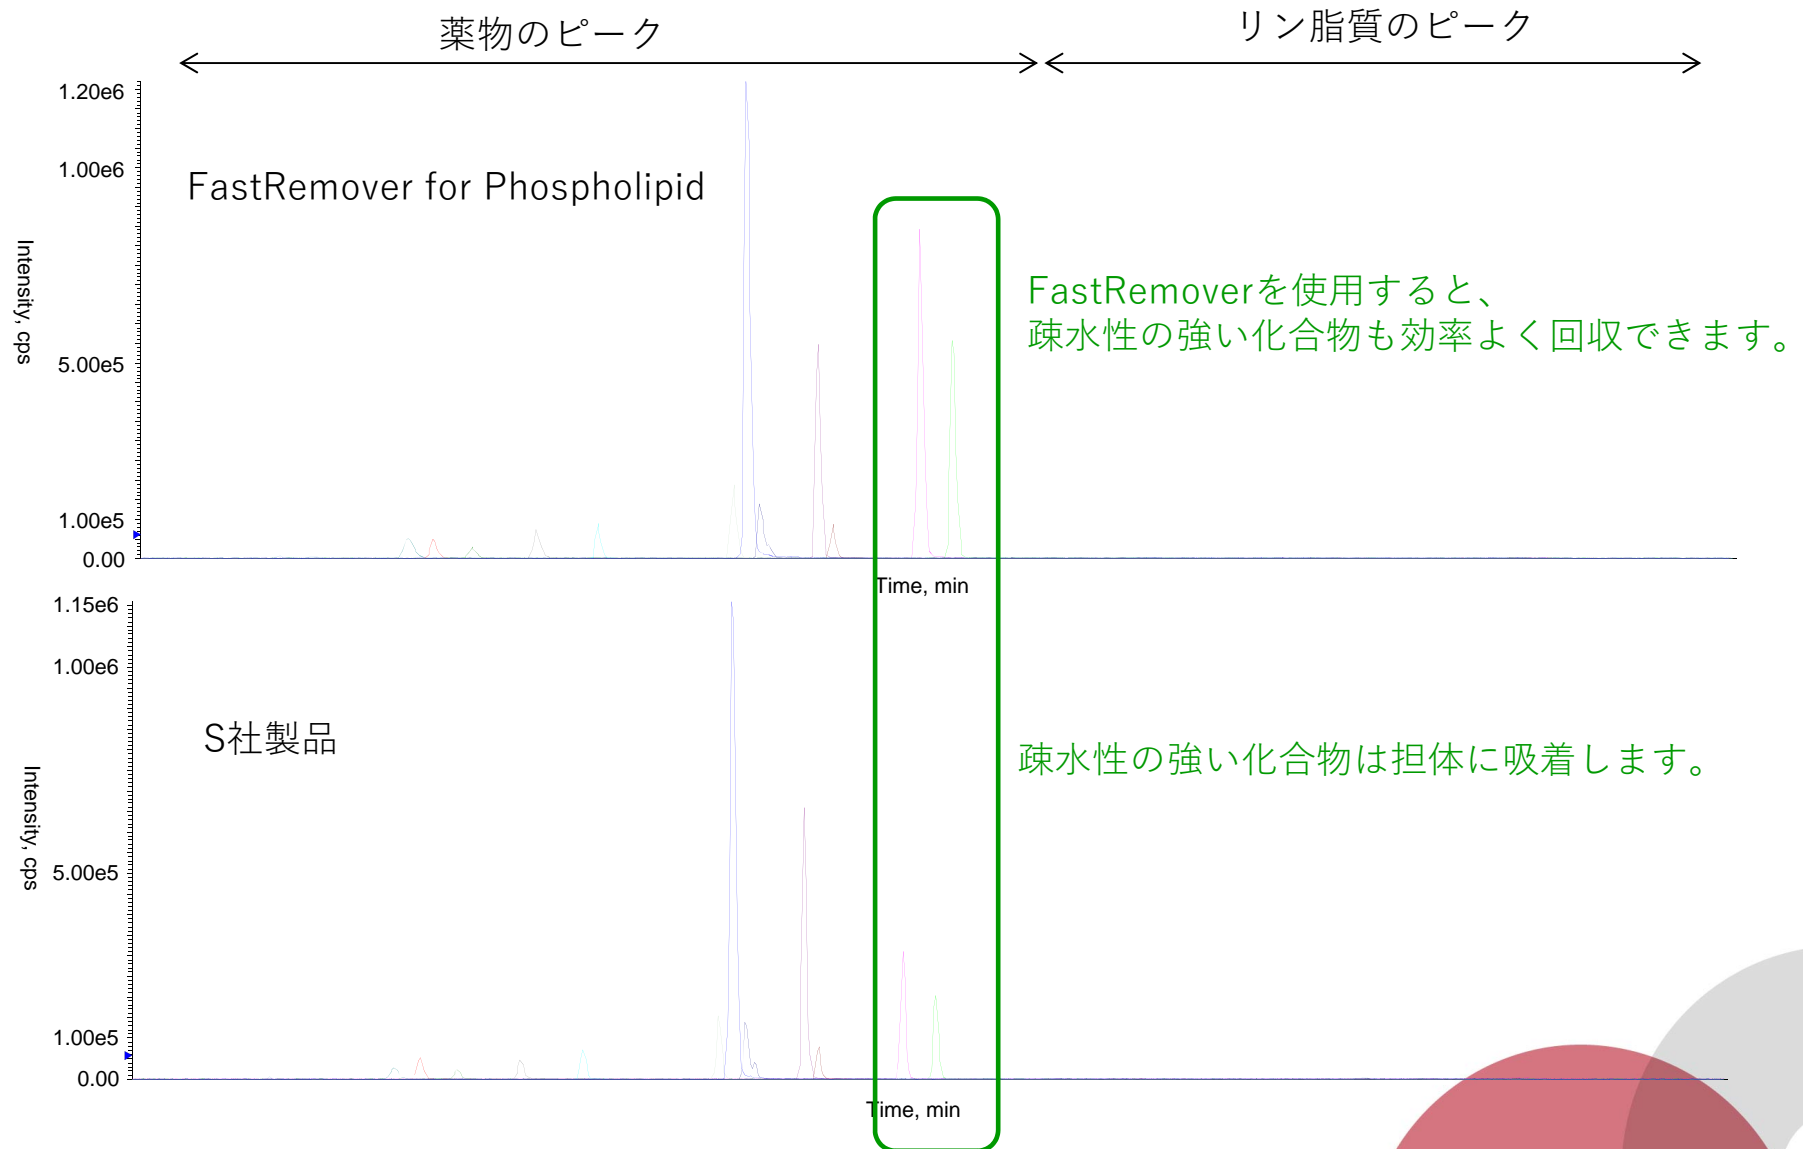 薬物のピーク
リン脂質のピーク
1.20e6
1.00e6
5.00e5
1.00e5
0.00
Intensity, cps
FastRemover for Phospholipid
FastRemoverを使用すると、
疎水性の強い化合物も効率よく回収できます。
Time, min
1.15e6
1.00e6
5.00e5
1.00e5
0.00
Intensity, cps
S社製品
疎水性の強い化合物は担体に吸着します。
Time, min